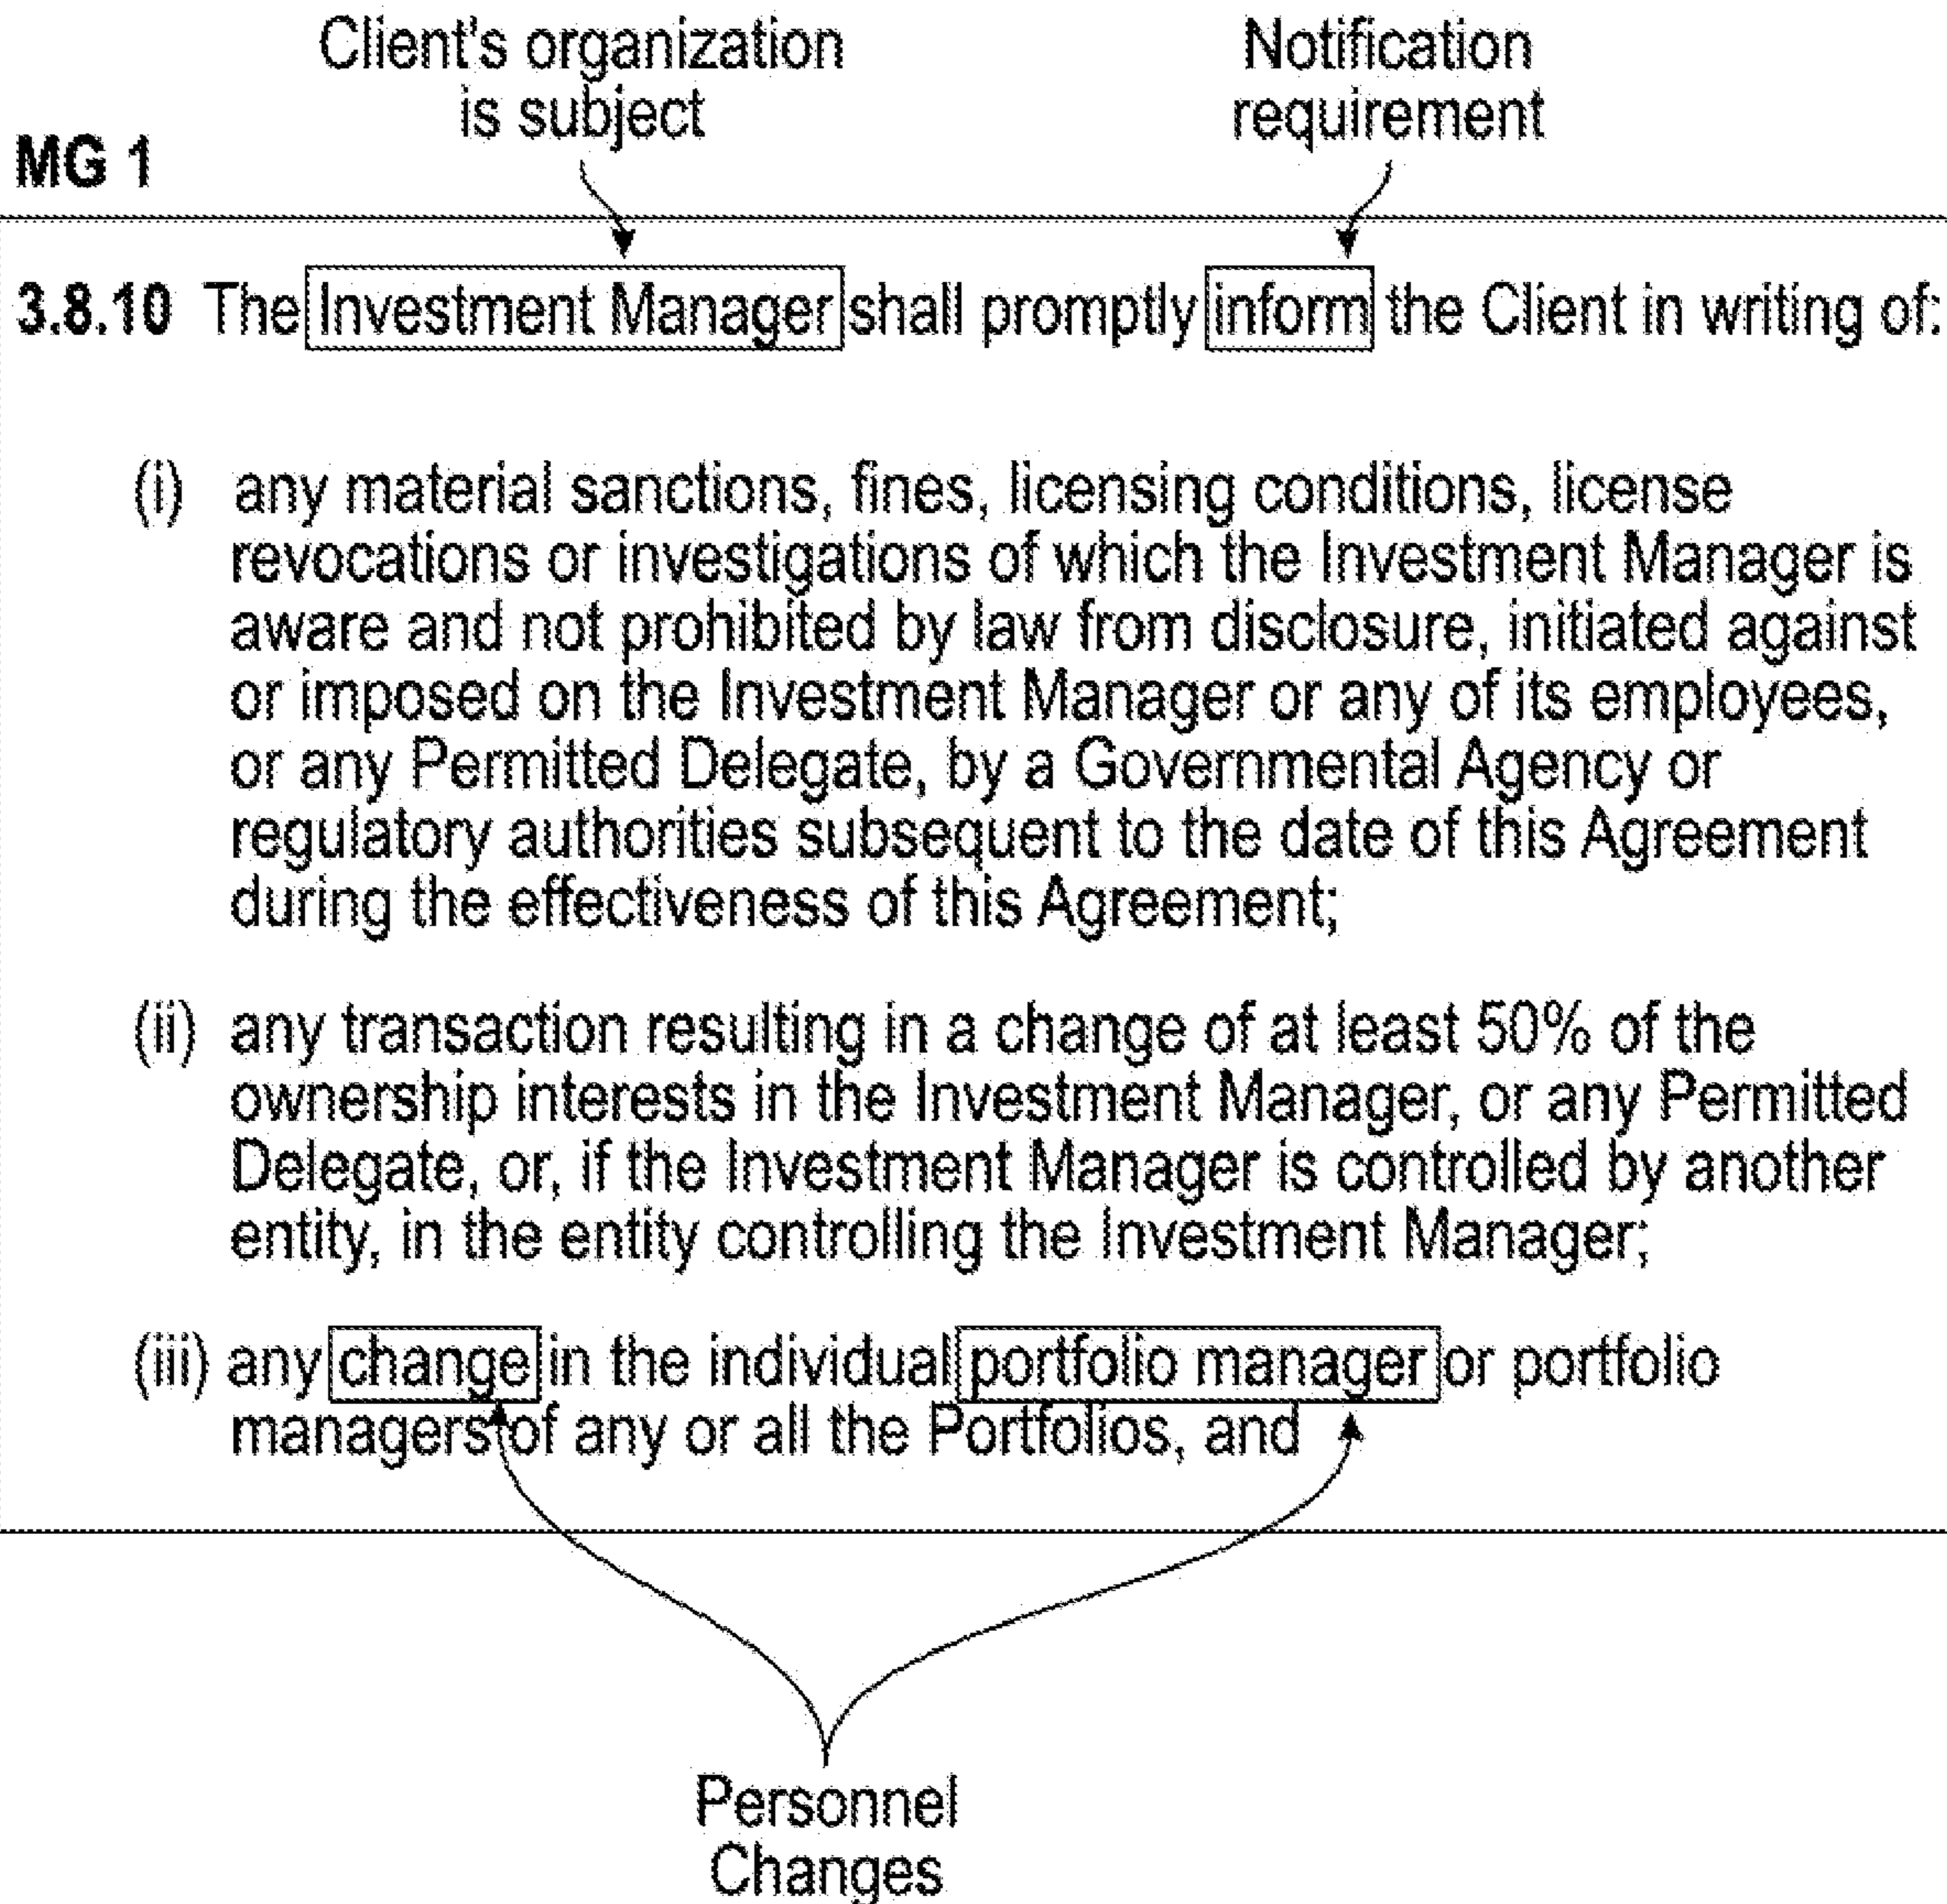 Client's organization
is subject
Notification
requirement
MG 1
3.8.10 The Investment Manager shall promptly inform the Client in writing of:
(i) any material sanctions, fines, licensing conditions, license
revocations or investigations of which the Investment Manager is
aware and not prohibited by law from disclosure, initiated against
or imposed on the Investment Manager or any of its employees,
or any Permitted Delegate, by a Governmental Agency or
regulatory authorities subsequent to the date of this Agreement
during the effectiveness of this Agreement;
(ii) any transaction resulting in a change of at least 50% of the
ownership interests in the Investment Manager, or any Permitted
Delegate, or, if the Investment Manager is controlled by another
entity, in the entity controlling the Investment Manager;
(iii) any change in the individual portfolio manager or portfolio
managers of any or all the Portfolios, and
Personnel
Changes